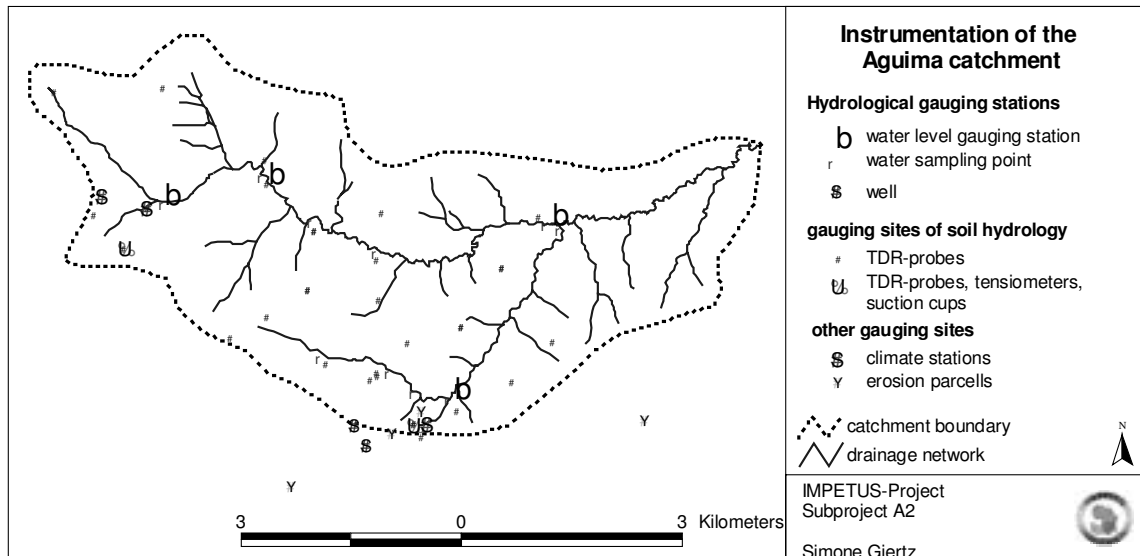 Instrumentation of the
Aguima catchment
Hydrological gauging stations
b water level gauging station
r water sampling point
$ well
gauging sites of soil hydrology
# TDR-probes
TDR-probes, tensiometers,
suction cups
other gauging sites
$ climate stations
Y erosion parcells
catchment boundary
drainage network
N
IMPETUS-Project
Subproject A2
Simone Giertz
3 0 3 Kilometers